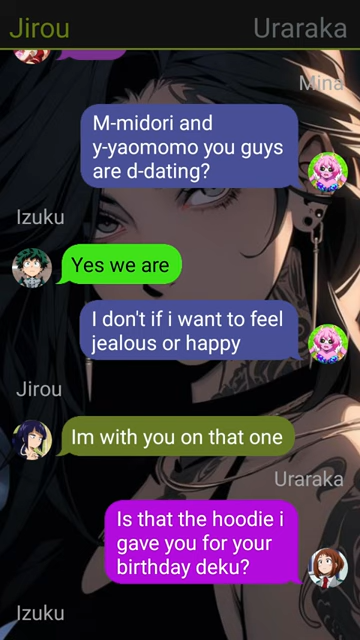 Jirou
Uraraka
Mina
M-midori and
y-yaomomo you guys
are d-dating?
Izuku
Yes we are
I don't if i want to feel
jealous or happy
Jirou
Im with you on that one
Uraraka
Is that the hoodie i
gave you for your
birthday deku?
Izuku